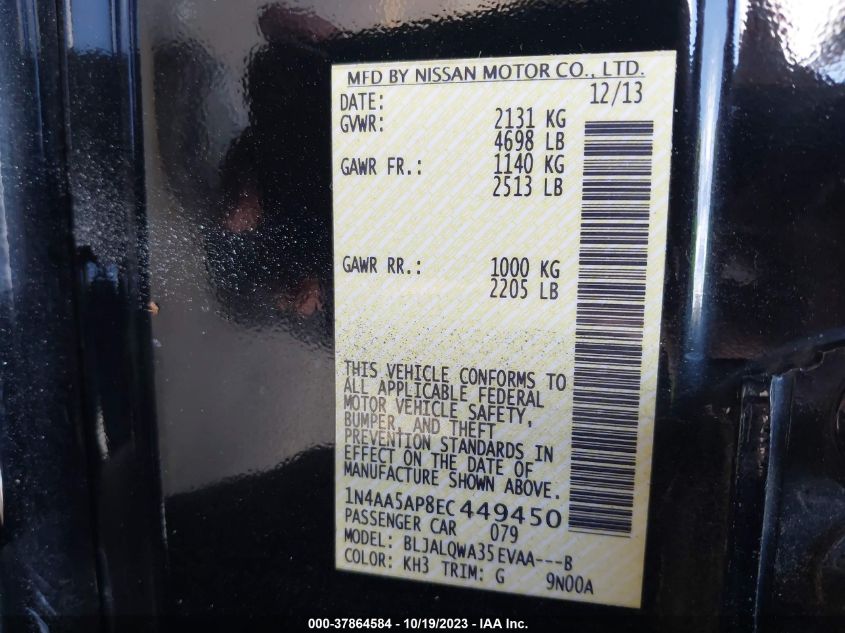 MFD BY NISSAN MOTOR CO., LTD.
DATE: 12/13
GVWR: 2131 KG
4698 LB
GAWR FR.: 1140 KG
2513 LB
GAWR RR.: 1000 KG
2205 LB
THIS VEHICLE CONFORMS TO
ALL APPLICABLE FEDERAL
MOTOR VEHICLE SAFETY,
BUMPER, AND THEFT
PREVENTION STANDARDS IN
EFFECT ON THE DATE OF
MANUFACTURE SHOWN ABOVE.
1N4AA5AP8EC449450
PASSENGER CAR 079
MODEL: BLJALQWA35EVAA---B
COLOR: KH3 TRIM: G 9N00A
000-37864584 - 10/19/2023 - IAA Inc.